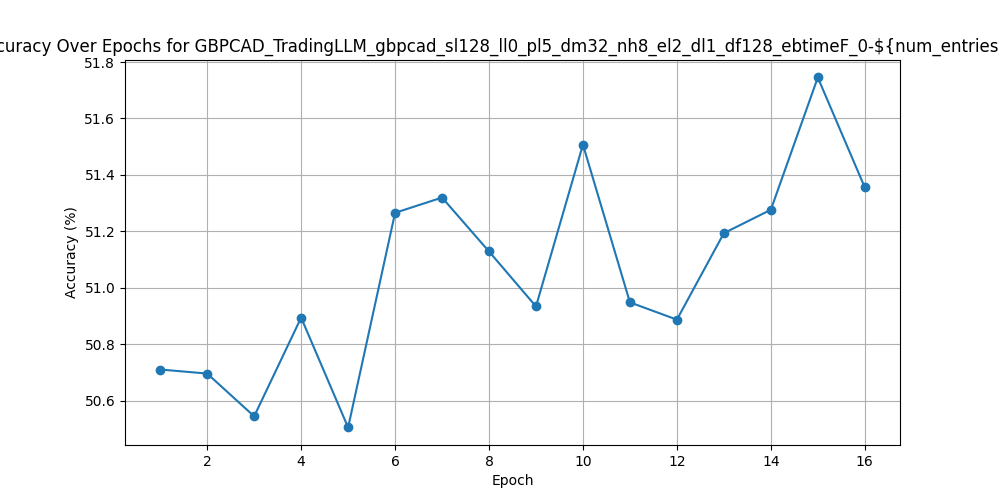 curacy Over Epochs for GBPCAD_TradingLLM_gbpcad_sl128_ll0_pl5_dm32_nh8_el2_dl1_df128_ebtimeF_0-${num_entries
51.8
51.6
51.4
51.2
51.0
50.8
50.6
Accuracy (%)
2 4 6 8 10 12 14 16
Epoch